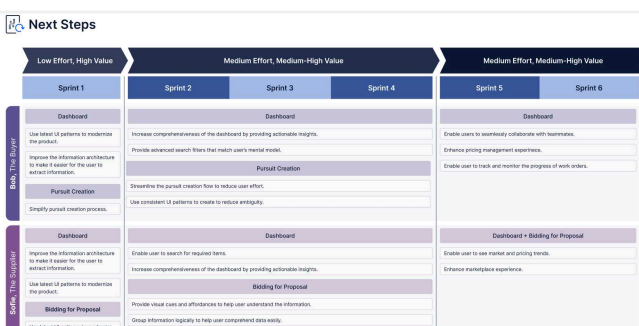 Next Steps
Low Effort, High Value
Medium Effort, Medium-High Value
Medium Effort, Medium-High Value
Sprint 1
Sprint 2
Sprint 3
Sprint 4
Sprint 5
Sprint 6
Bob, The Buyer
Dashboard
Use latest UI patterns to modernize
the product.
Improve the information architecture
to make it easier for the user to
extract information.
Pursuit Creation
Simplify pursuit creation process.
Dashboard
Increase comprehensiveness of the dashboard by providing actionable insights.
Provide advanced search filters that match user's mental model.
Pursuit Creation
Streamline the pursuit creation flow to reduce user effort.
Use consistent UI patterns to create to reduce ambiguity.
Dashboard
Enable users to seamlessly collaborate with teammates.
Enhance pricing management experinece.
Enable user to track and monitor the progress of work orders.
Sofie, The Supplier
Dashboard
Improve the information architecture
to make it easier for the user to
extract information.
Use latest UI patterns to modernize
the product.
Bidding for Proposal
Dashboard
Enable user to search for required items.
Increase comprehensiveness of the dashboard by providing actionable insights.
Bidding for Proposal
Provide visual cues and affordances to help user understand the information.
Group information logically to help user comprehend data easily.
Dashboard + Bidding for Proposal
Enable user to see market and pricing trends.
Enhance marketplace experience.